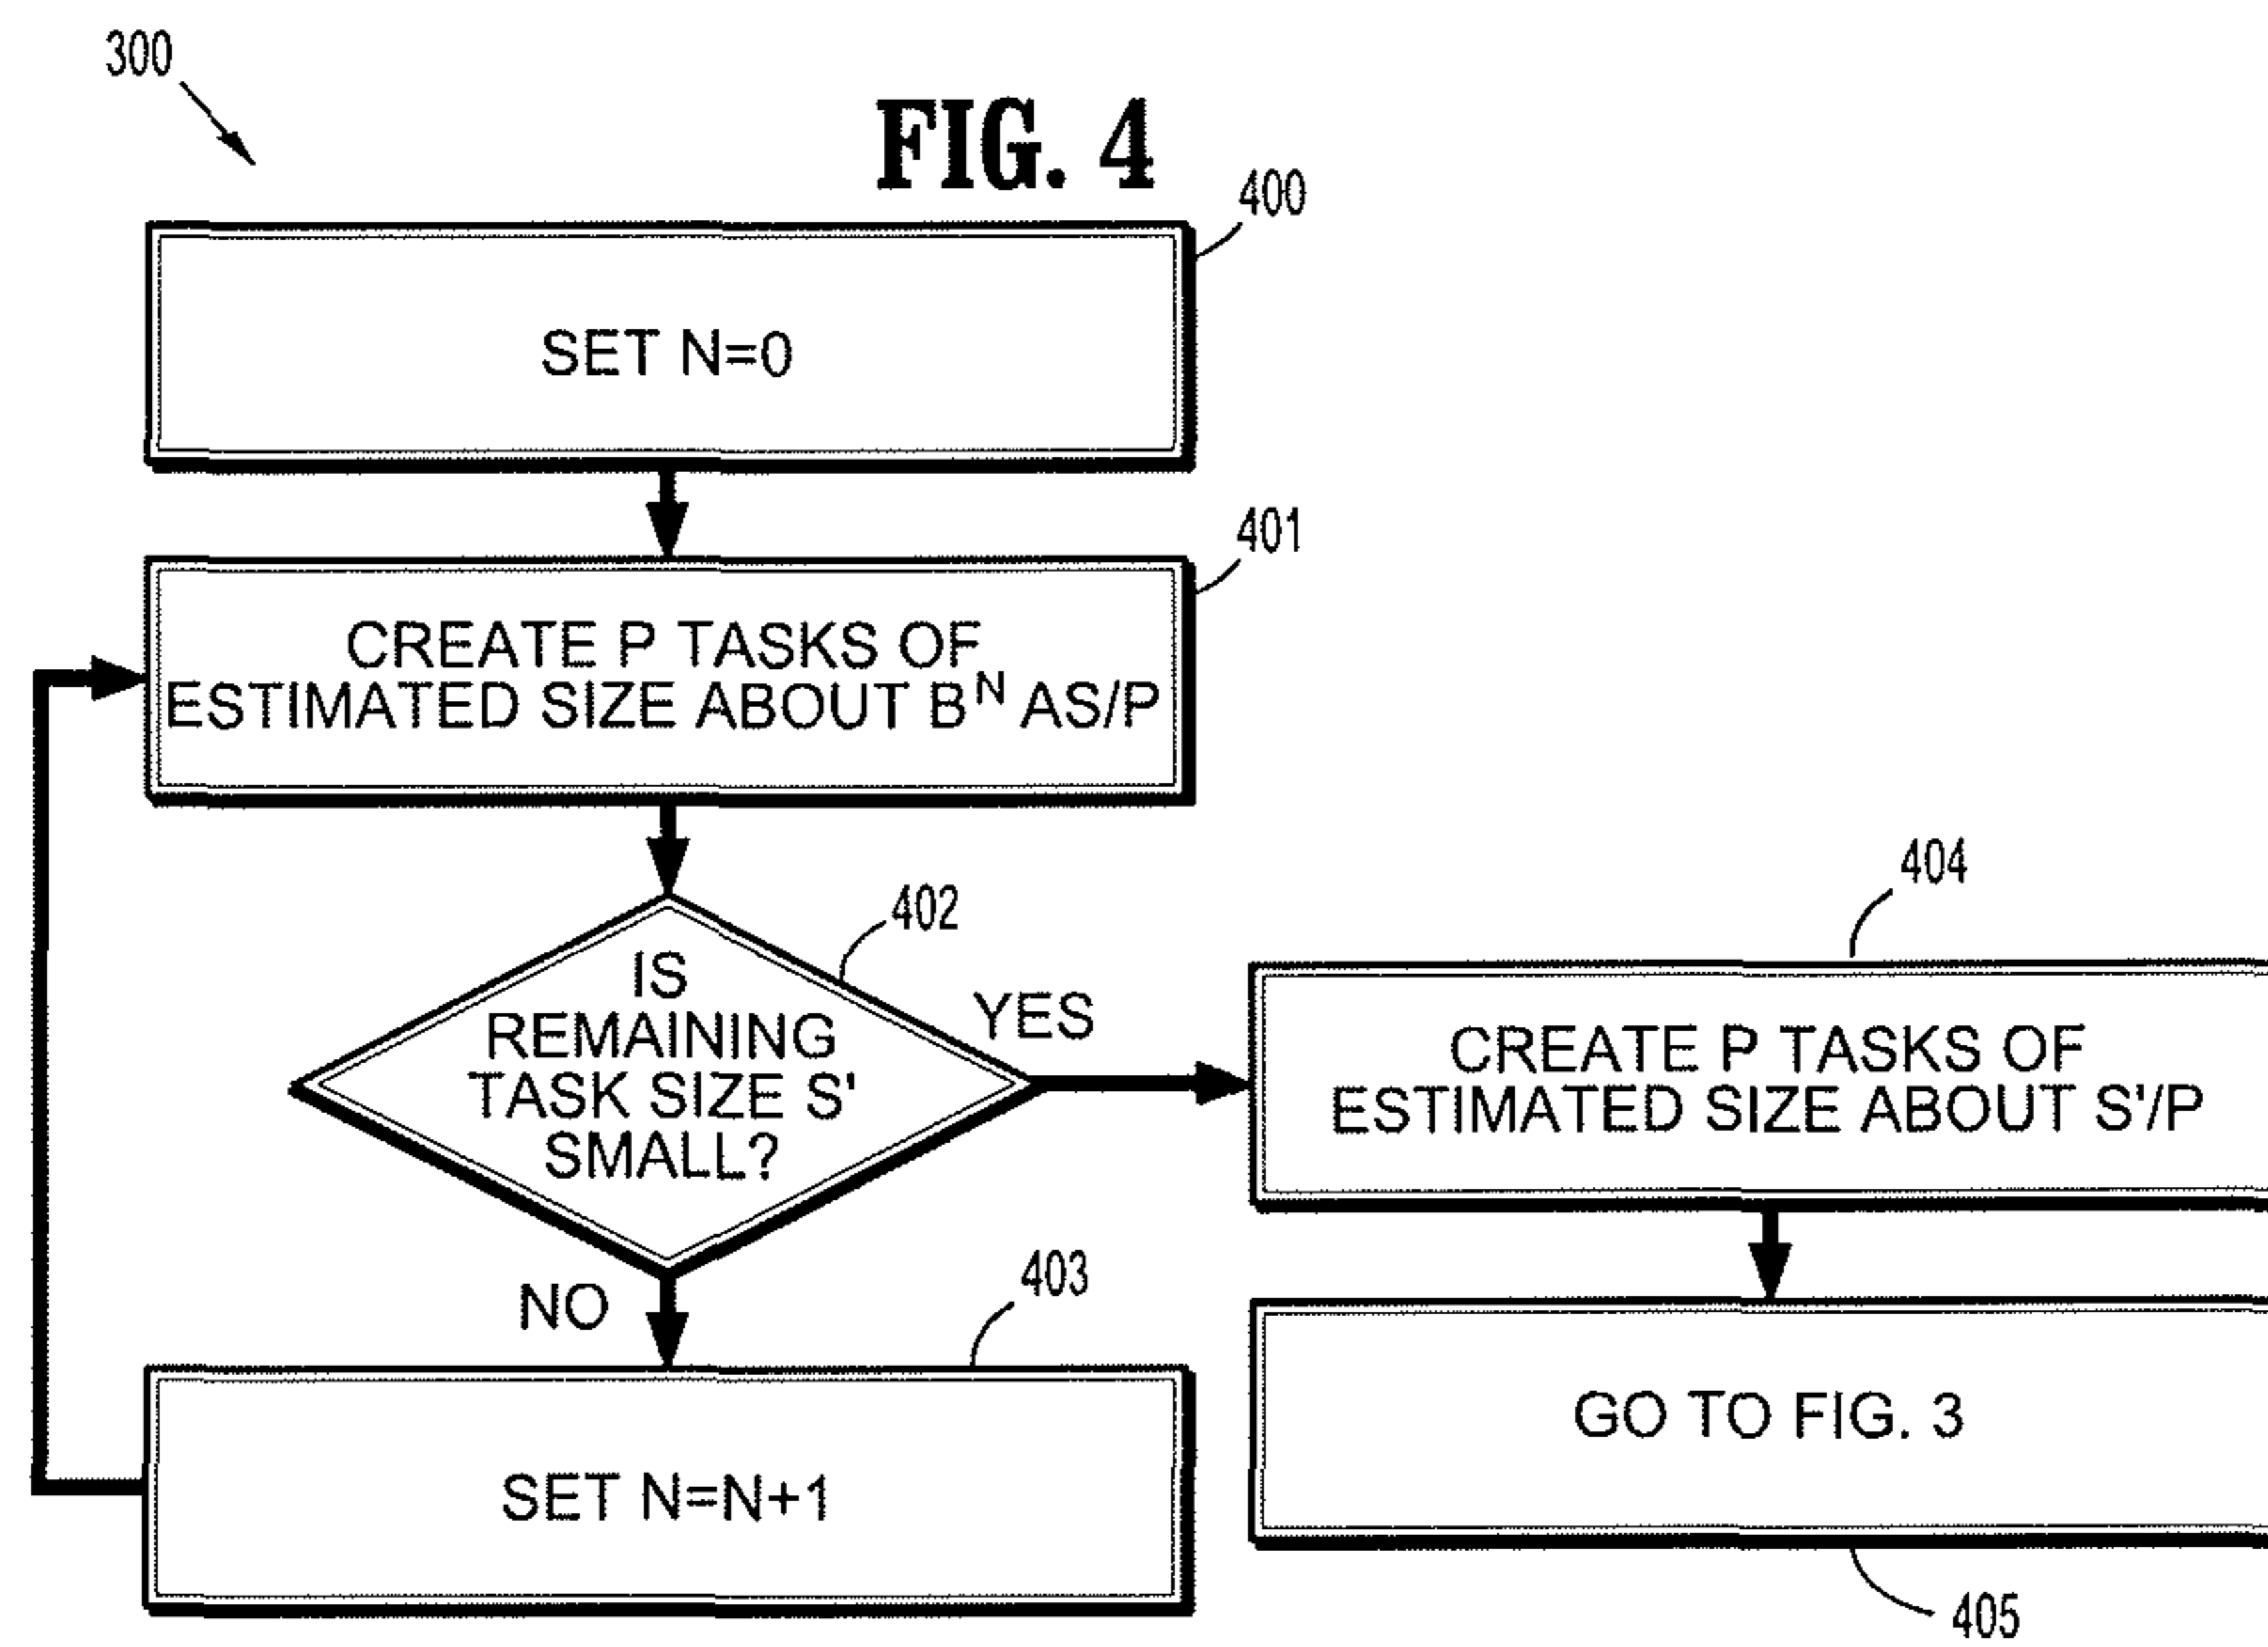 300
FIG. 4
400
SET N=0
401
CREATE P TASKS OF
ESTIMATED SIZE ABOUT B^N AS/P
402
IS
REMAINING
TASK SIZE S'
SMALL?
YES
NO
403
SET N=N+1
404
CREATE P TASKS OF
ESTIMATED SIZE ABOUT S'/P
GO TO FIG. 3
405